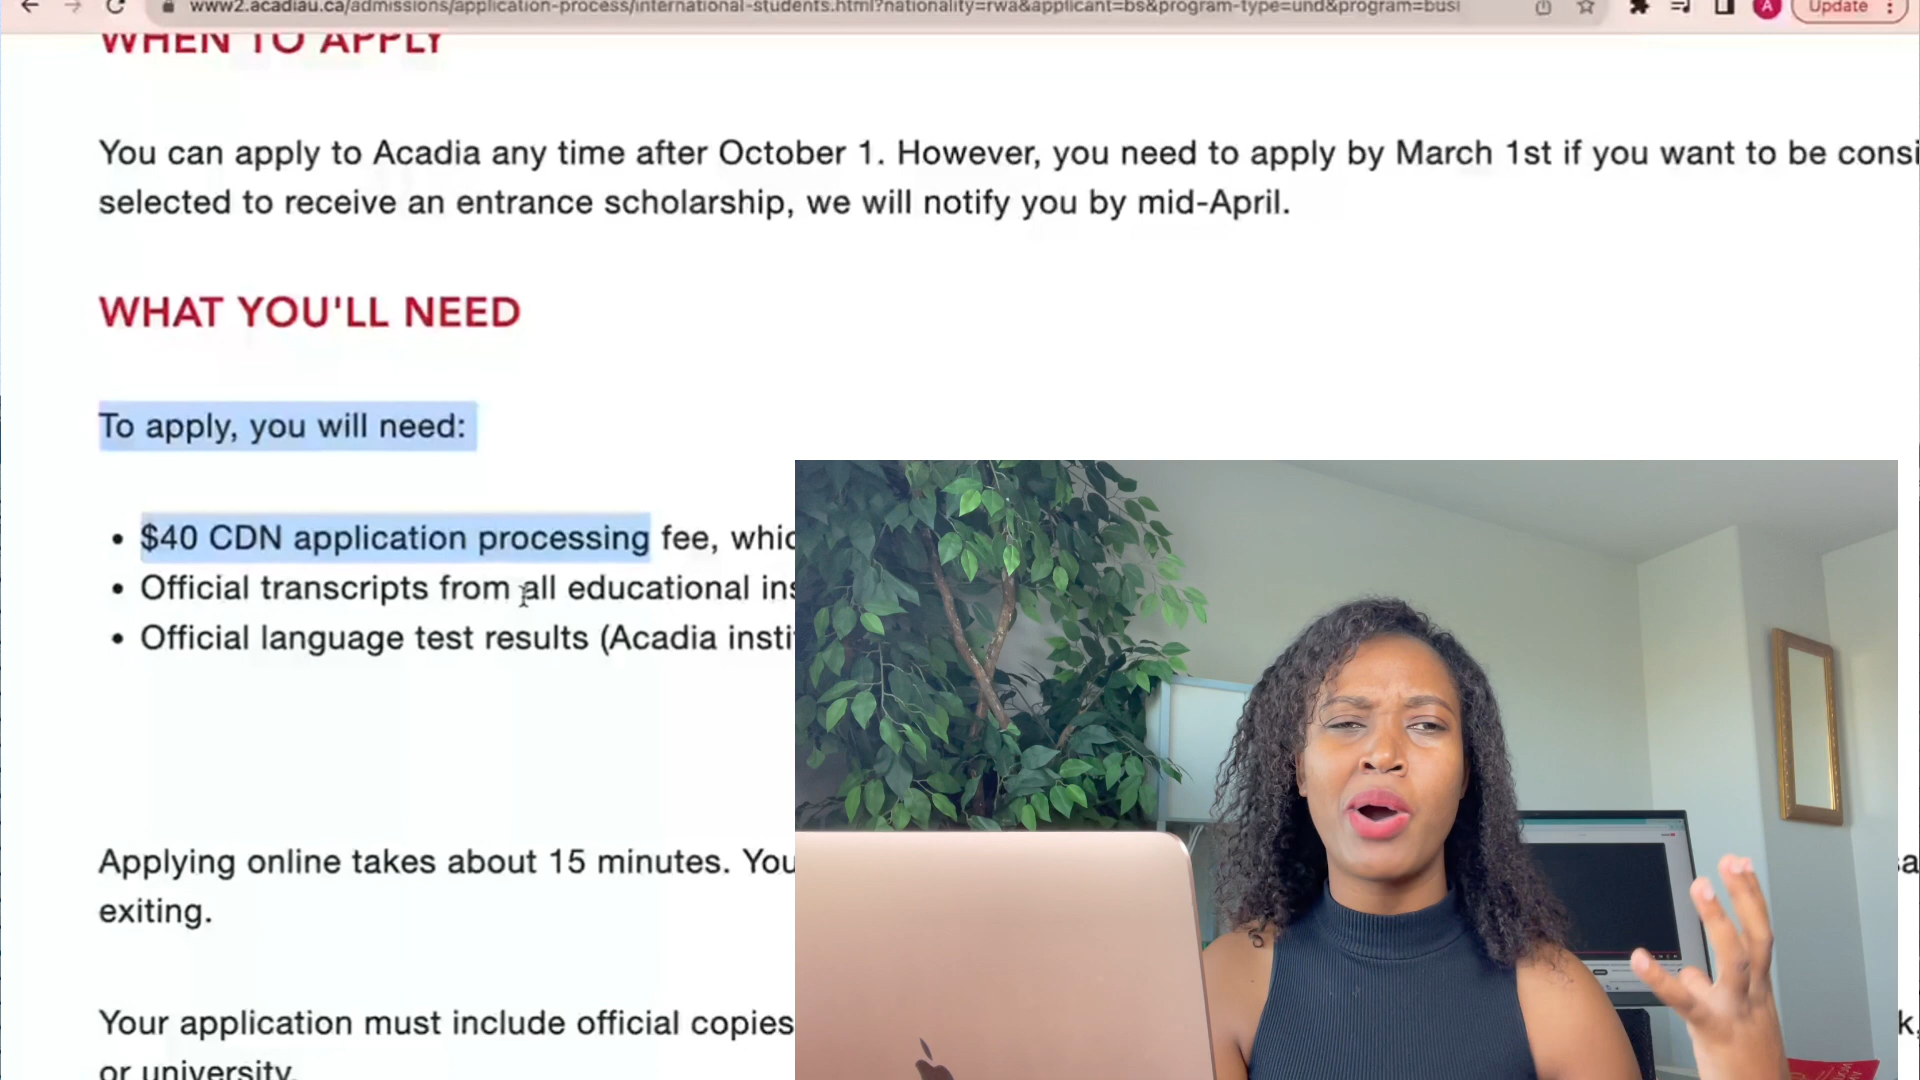 www2.acadiau.ca/admissions/application-process/international-students.html?nationality=rwa&applicant=bs&program-type=und&program=busi
A
Update
WHEN TO APPLY
You can apply to Acadia any time after October 1. However, you need to apply by March 1st if you want to be consi
selected to receive an entrance scholarship, we will notify you by mid-April.
WHAT YOU'LL NEED
To apply, you will need:
• $40 CDN application processing fee, whic
• Official transcripts from all educational ins
• Official language test results (Acadia insti
Applying online takes about 15 minutes. You
exiting.
Your application must include official copies
or university.